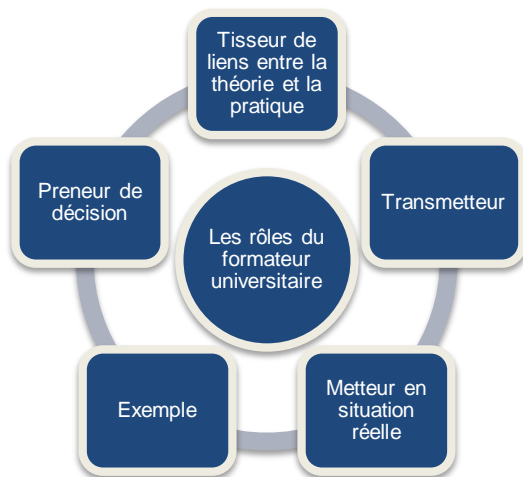 Tisseur de
liens entre la
théorie et la
pratique
Preneur de
décision
Transmetteur
Les rôles du
formateur
universitaire
Exemple
Metteur en
situation
réelle